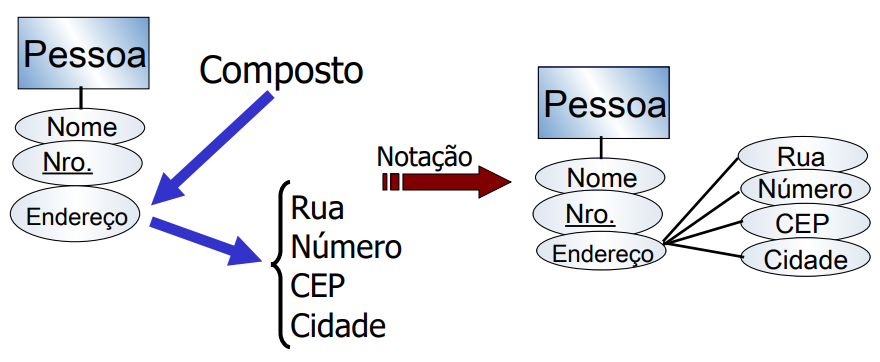 Pessoa
Nome
Nro.
Endereço
Composto
Rua
Número
CEP
Cidade
Notação
Pessoa
Nome
Nro.
Endereço
Rua
Número
CEP
Cidade